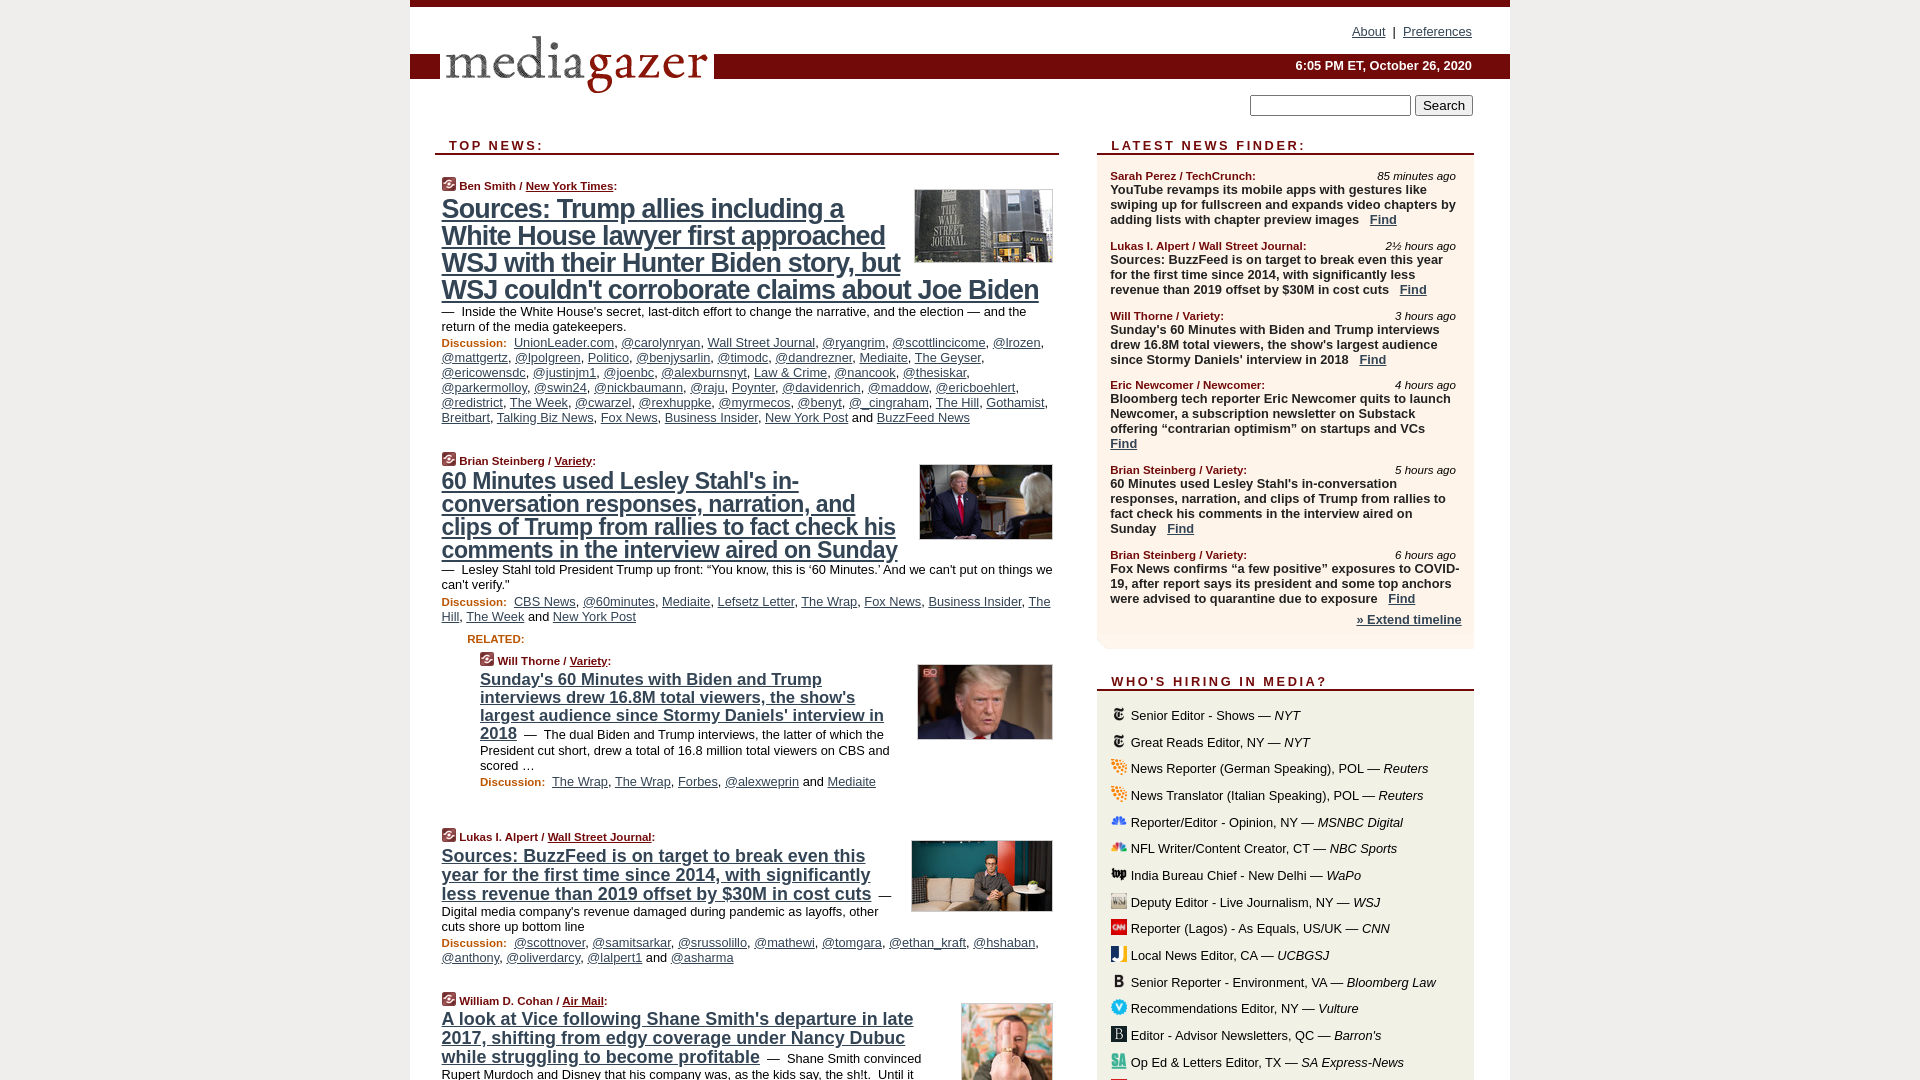 About | Preferences
mediagazer
6:05 PM ET, October 26, 2020
Search
TOP NEWS:
Ben Smith / New York Times:
Sources: Trump allies including a
White House lawyer first approached
WSJ with their Hunter Biden story, but
WSJ couldn't corroborate claims about Joe Biden
— Inside the White House's secret, last-ditch effort to change the narrative, and the election — and the
return of the media gatekeepers.
Discussion: UnionLeader.com, @carolynryan, Wall Street Journal, @ryangrim, @scottlincicome, @lrozen,
@mattgertz, @lpolgreen, Politico, @benjysarlin, @timodc, @dandrezner, Mediaite, The Geyser,
@ericowensdc, @justinjm1, @joenbc, @alexburnsnyt, Law & Crime, @nancook, @thesiskar,
@parkermolloy, @swin24, @nickbaumann, @raju, Poynter, @davidenrich, @maddow, @ericboehlert,
@redistrict, The Week, @cwarzel, @rexhuppke, @myrmecos, @benyt, @_cingraham, The Hill, Gothamist,
Breitbart, Talking Biz News, Fox News, Business Insider, New York Post and BuzzFeed News
THE WALL STREET JOURNAL
Brian Steinberg / Variety:
60 Minutes used Lesley Stahl's in-
conversation responses, narration, and
clips of Trump from rallies to fact check his
comments in the interview aired on Sunday
— Lesley Stahl told President Trump up front: “You know, this is ‘60 Minutes.’ And we can't put on things we
can't verify."
Discussion: CBS News, @60minutes, Mediaite, Lefsetz Letter, The Wrap, Fox News, Business Insider, The
Hill, The Week and New York Post
RELATED:
Will Thorne / Variety:
Sunday's 60 Minutes with Biden and Trump
interviews drew 16.8M total viewers, the show's
largest audience since Stormy Daniels' interview in
2018 — The dual Biden and Trump interviews, the latter of which the
President cut short, drew a total of 16.8 million total viewers on CBS and
scored …
Discussion: The Wrap, The Wrap, Forbes, @alexweprin and Mediaite
60
Lukas I. Alpert / Wall Street Journal:
Sources: BuzzFeed is on target to break even this
year for the first time since 2014, with significantly
less revenue than 2019 offset by $30M in cost cuts —
Digital media company's revenue damaged during pandemic as layoffs, other
cuts shore up bottom line
Discussion: @scottnover, @samitsarkar, @srussolillo, @mathewi, @tomgara, @ethan_kraft, @hshaban,
@anthony, @oliverdarcy, @lalpert1 and @asharma
William D. Cohan / Air Mail:
A look at Vice following Shane Smith's departure in late
2017, shifting from edgy coverage under Nancy Dubuc
while struggling to become profitable — Shane Smith convinced
Rupert Murdoch and Disney that his company was, as the kids say, the sh!t. Until it
LATEST NEWS FINDER:
Sarah Perez / TechCrunch: 85 minutes ago
YouTube revamps its mobile apps with gestures like
swiping up for fullscreen and expands video chapters by
adding lists with chapter preview images Find
Lukas I. Alpert / Wall Street Journal: 2½ hours ago
Sources: BuzzFeed is on target to break even this year
for the first time since 2014, with significantly less
revenue than 2019 offset by $30M in cost cuts Find
Will Thorne / Variety: 3 hours ago
Sunday's 60 Minutes with Biden and Trump interviews
drew 16.8M total viewers, the show's largest audience
since Stormy Daniels' interview in 2018 Find
Eric Newcomer / Newcomer: 4 hours ago
Bloomberg tech reporter Eric Newcomer quits to launch
Newcomer, a subscription newsletter on Substack
offering “contrarian optimism” on startups and VCs
Find
Brian Steinberg / Variety: 5 hours ago
60 Minutes used Lesley Stahl's in-conversation
responses, narration, and clips of Trump from rallies to
fact check his comments in the interview aired on
Sunday Find
Brian Steinberg / Variety: 6 hours ago
Fox News confirms “a few positive” exposures to COVID-
19, after report says its president and some top anchors
were advised to quarantine due to exposure Find
» Extend timeline
WHO'S HIRING IN MEDIA?
Senior Editor - Shows — NYT
Great Reads Editor, NY — NYT
News Reporter (German Speaking), POL — Reuters
News Translator (Italian Speaking), POL — Reuters
Reporter/Editor - Opinion, NY — MSNBC Digital
NFL Writer/Content Creator, CT — NBC Sports
wp India Bureau Chief - New Delhi — WaPo
WSJ Deputy Editor - Live Journalism, NY — WSJ
CNN Reporter (Lagos) - As Equals, US/UK — CNN
J Local News Editor, CA — UCBGSJ
B Senior Reporter - Environment, VA — Bloomberg Law
V Recommendations Editor, NY — Vulture
B Editor - Advisor Newsletters, QC — Barron's
SA Op Ed & Letters Editor, TX — SA Express-News